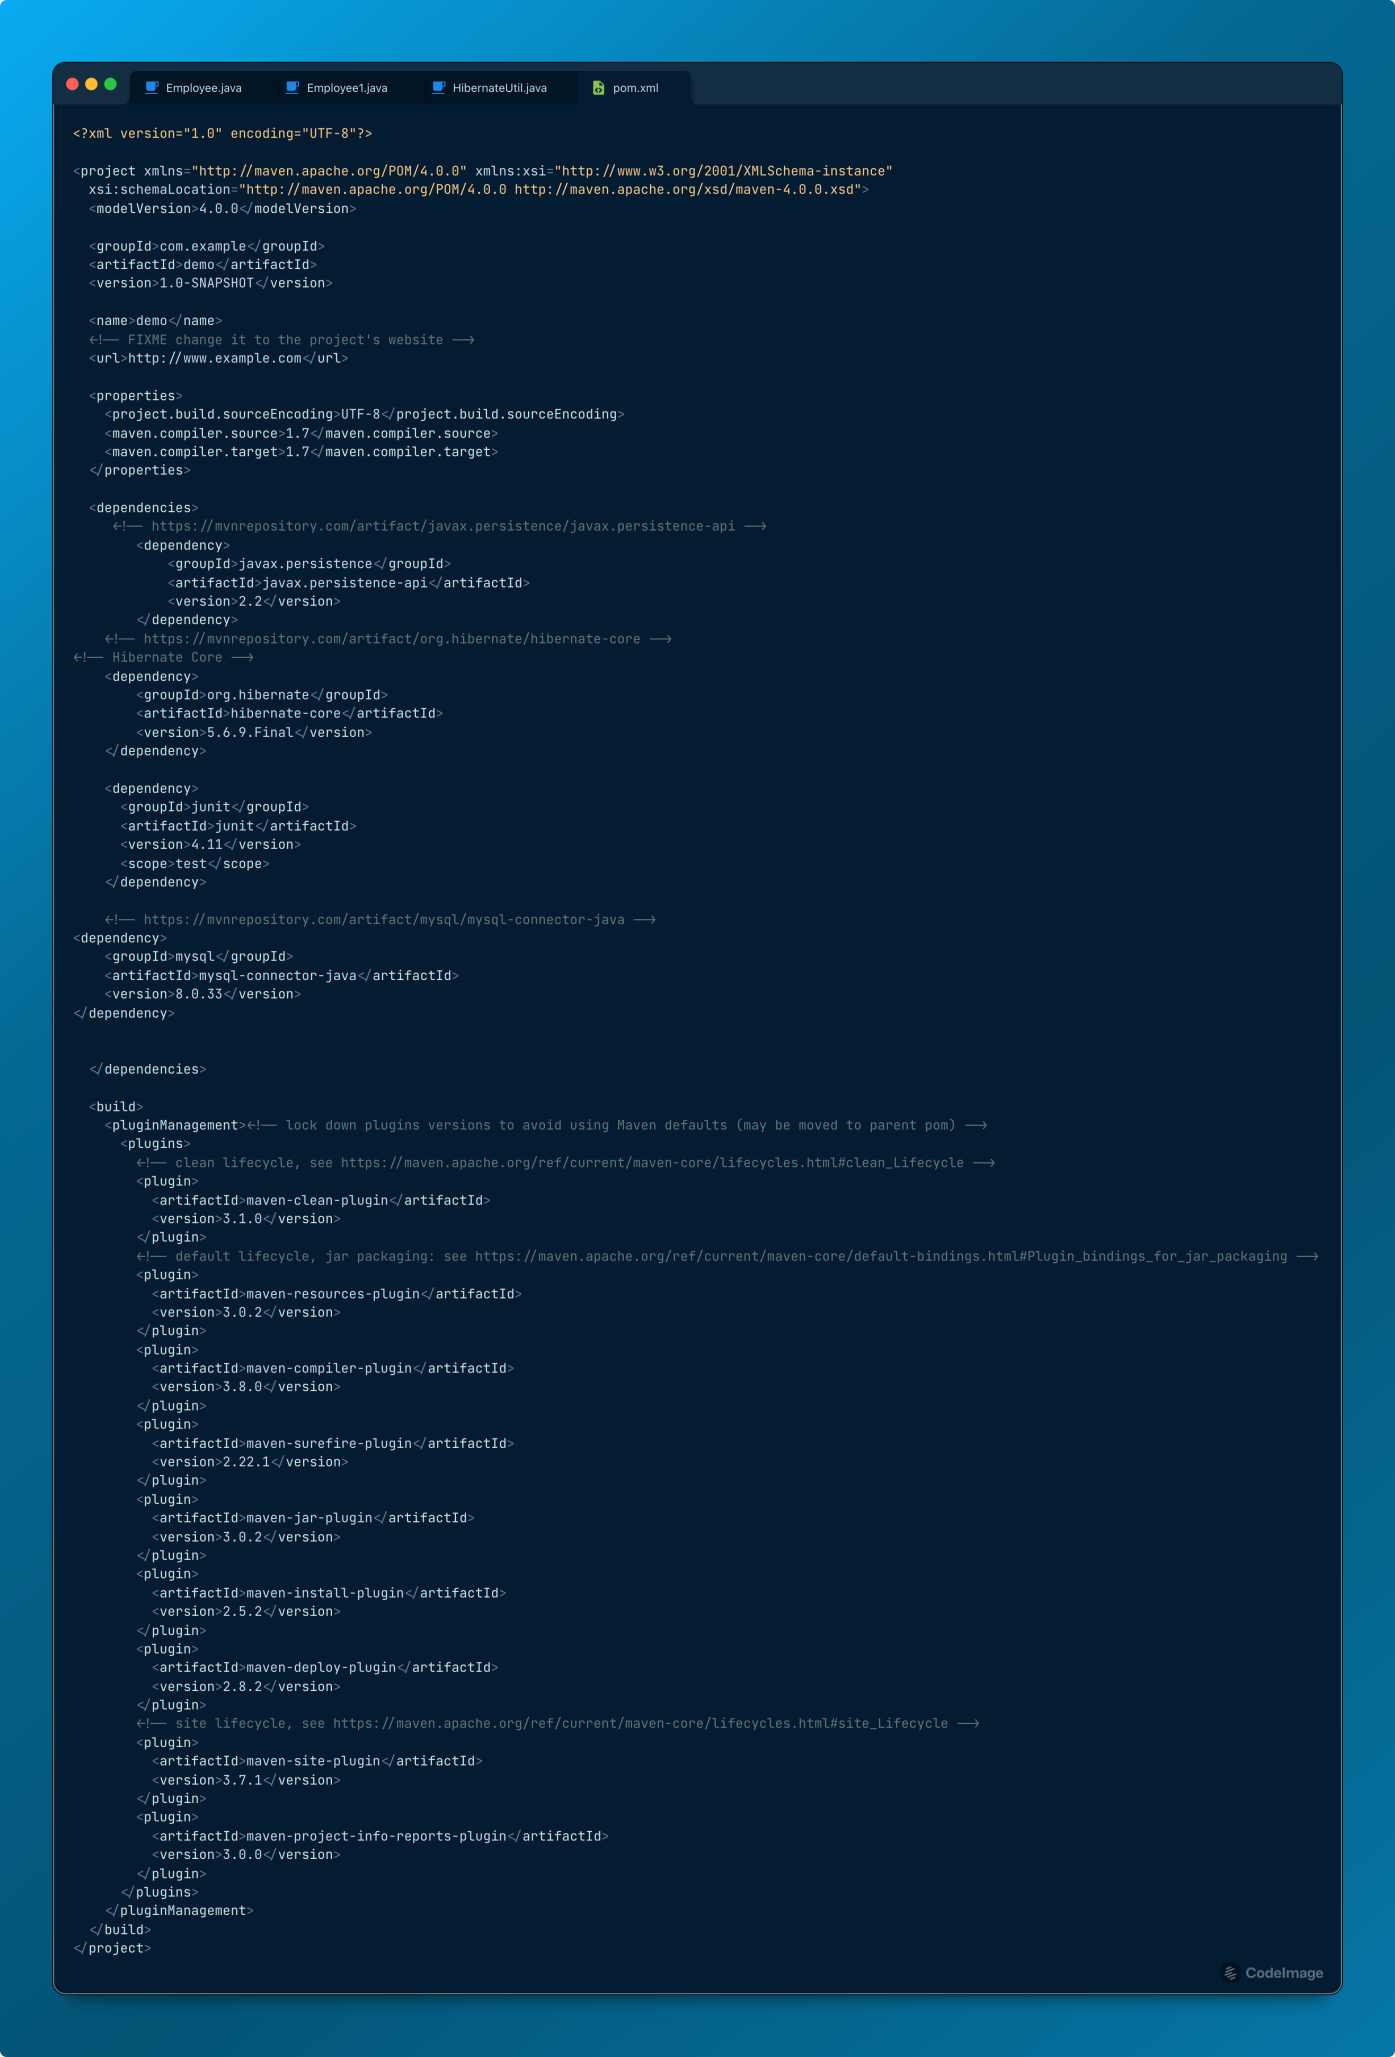 Employee.java
Employee1.java
HibernateUtil.java
pom.xml
<?xml version="1.0" encoding="UTF-8"?>
<project xmlns="http://maven.apache.org/POM/4.0.0" xmlns:xsi="http://www.w3.org/2001/XMLSchema-instance"
  xsi:schemaLocation="http://maven.apache.org/POM/4.0.0 http://maven.apache.org/xsd/maven-4.0.0.xsd">
  <modelVersion>4.0.0</modelVersion>

  <groupId>com.example</groupId>
  <artifactId>demo</artifactId>
  <version>1.0-SNAPSHOT</version>

  <name>demo</name>
  <!-- FIXME change it to the project's website -->
  <url>http://www.example.com</url>

  <properties>
    <project.build.sourceEncoding>UTF-8</project.build.sourceEncoding>
    <maven.compiler.source>1.7</maven.compiler.source>
    <maven.compiler.target>1.7</maven.compiler.target>
  </properties>

  <dependencies>
     <!-- https://mvnrepository.com/artifact/javax.persistence/javax.persistence-api -->
        <dependency>
            <groupId>javax.persistence</groupId>
            <artifactId>javax.persistence-api</artifactId>
            <version>2.2</version>
        </dependency>
    <!-- https://mvnrepository.com/artifact/org.hibernate/hibernate-core -->
<!-- Hibernate Core -->
    <dependency>
        <groupId>org.hibernate</groupId>
        <artifactId>hibernate-core</artifactId>
        <version>5.6.9.Final</version>
    </dependency>

    <dependency>
      <groupId>junit</groupId>
      <artifactId>junit</artifactId>
      <version>4.11</version>
      <scope>test</scope>
    </dependency>

    <!-- https://mvnrepository.com/artifact/mysql/mysql-connector-java -->
<dependency>
    <groupId>mysql</groupId>
    <artifactId>mysql-connector-java</artifactId>
    <version>8.0.33</version>
</dependency>

  </dependencies>

  <build>
    <pluginManagement><!-- lock down plugins versions to avoid using Maven defaults (may be moved to parent pom) -->
      <plugins>
        <!-- clean lifecycle, see https://maven.apache.org/ref/current/maven-core/lifecycles.html#clean_Lifecycle -->
        <plugin>
          <artifactId>maven-clean-plugin</artifactId>
          <version>3.1.0</version>
        </plugin>
        <!-- default lifecycle, jar packaging: see https://maven.apache.org/ref/current/maven-core/default-bindings.html#Plugin_bindings_for_jar_packaging -->
        <plugin>
          <artifactId>maven-resources-plugin</artifactId>
          <version>3.0.2</version>
        </plugin>
        <plugin>
          <artifactId>maven-compiler-plugin</artifactId>
          <version>3.8.0</version>
        </plugin>
        <plugin>
          <artifactId>maven-surefire-plugin</artifactId>
          <version>2.22.1</version>
        </plugin>
        <plugin>
          <artifactId>maven-jar-plugin</artifactId>
          <version>3.0.2</version>
        </plugin>
        <plugin>
          <artifactId>maven-install-plugin</artifactId>
          <version>2.5.2</version>
        </plugin>
        <plugin>
          <artifactId>maven-deploy-plugin</artifactId>
          <version>2.8.2</version>
        </plugin>
        <!-- site lifecycle, see https://maven.apache.org/ref/current/maven-core/lifecycles.html#site_Lifecycle -->
        <plugin>
          <artifactId>maven-site-plugin</artifactId>
          <version>3.7.1</version>
        </plugin>
        <plugin>
          <artifactId>maven-project-info-reports-plugin</artifactId>
          <version>3.0.0</version>
        </plugin>
      </plugins>
    </pluginManagement>
  </build>
</project>
CodeImage